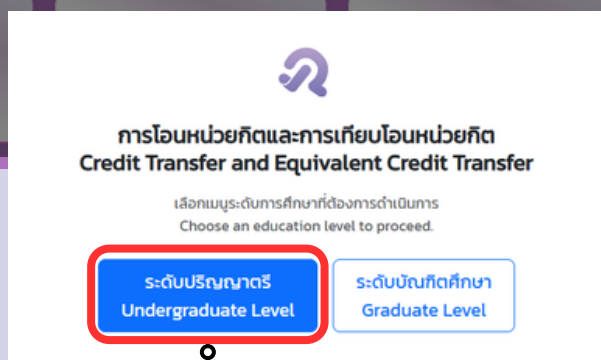 การโอนหน่วยกิตและการเทียบโอนหน่วยกิต
Credit Transfer and Equivalent Credit Transfer
เลือกเมนูระดับการศึกษาที่ต้องการดำเนินการ
Choose an education level to proceed.
ระดับปริญญาตรี
Undergraduate Level
ระดับบัณฑิตศึกษา
Graduate Level